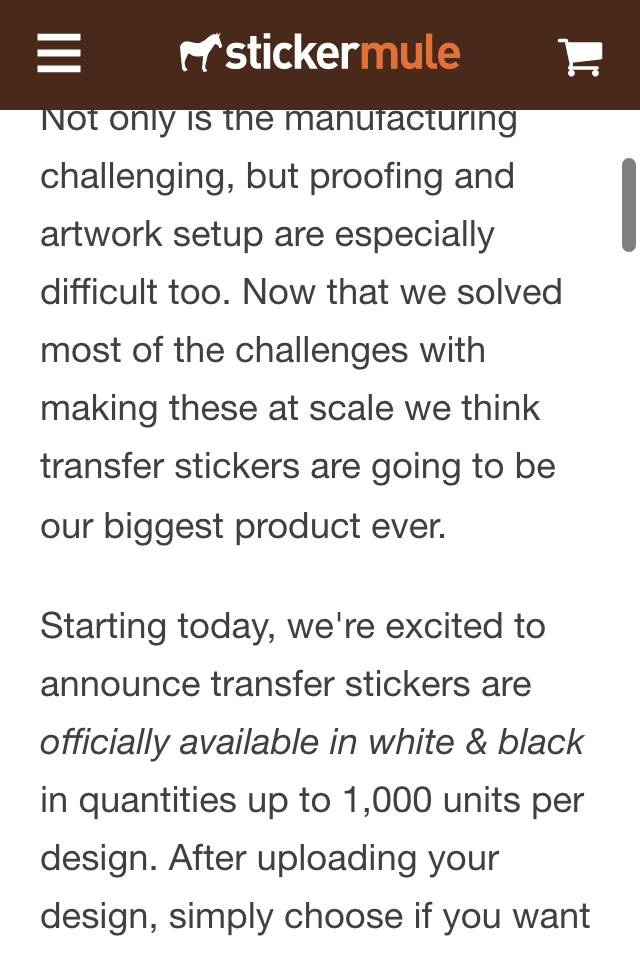 stickermule
Not only is the manufacturing
challenging, but proofing and
artwork setup are especially
difficult too. Now that we solved
most of the challenges with
making these at scale we think
transfer stickers are going to be
our biggest product ever.
Starting today, we're excited to
announce transfer stickers are
officially available in white & black
in quantities up to 1,000 units per
design. After uploading your
design, simply choose if you want